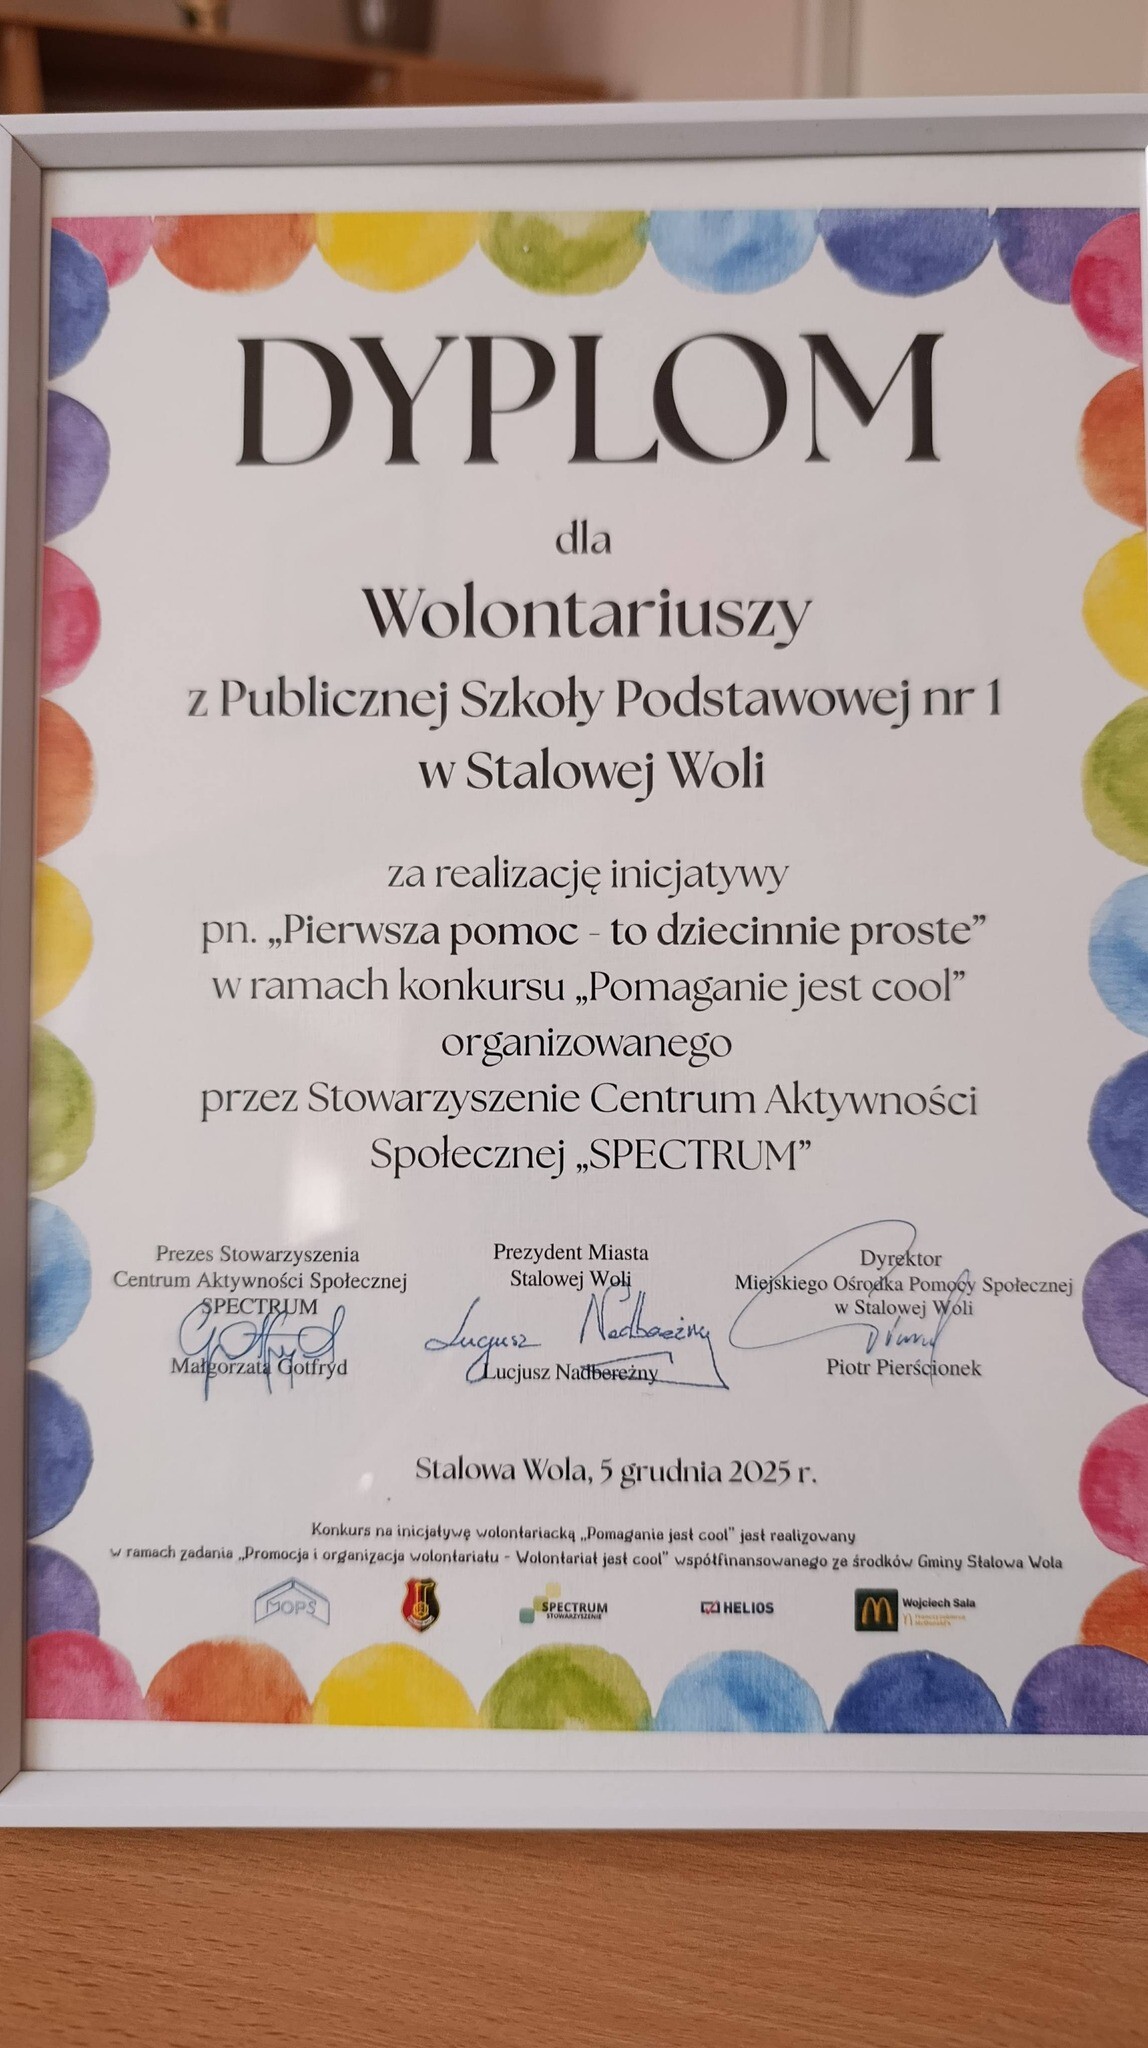 DYPLOM
dla
Wolontariuszy
z Publicznej Szkoły Podstawowej nr 1
w Stalowej Woli
za realizację inicjatywy
pn. „Pierwsza pomoc - to dziecinnie proste”
w ramach konkursu „Pomaganie jest cool”
organizowanego
przez Stowarzyszenie Centrum Aktywności
Społecznej „SPECTRUM”
Prezes Stowarzyszenia
Centrum Aktywności Społecznej
SPECTRUM
Małgorzata Gotfryd
Prezydent Miasta
Stalowej Woli
Lucjusz Nadbereżny
Lucjusz Nadbereżny
Dyrektor
Miejskiego Ośrodka Pomocy Społecznej
w Stalowej Woli
Piotr Pierścionek
Stalowa Wola, 5 grudnia 2025 r.
Konkurs na inicjatywę wolontariacką „Pomaganie jest cool” jest realizowany
w ramach zadania „Promocja i organizacja wolontariatu - Wolontariat jest cool” współfinansowanego ze środków Gminy Stalowa Wola
MOPS
SPECTRUM
STOWARZYSZENIE
HELIOS
Wojciech Sala